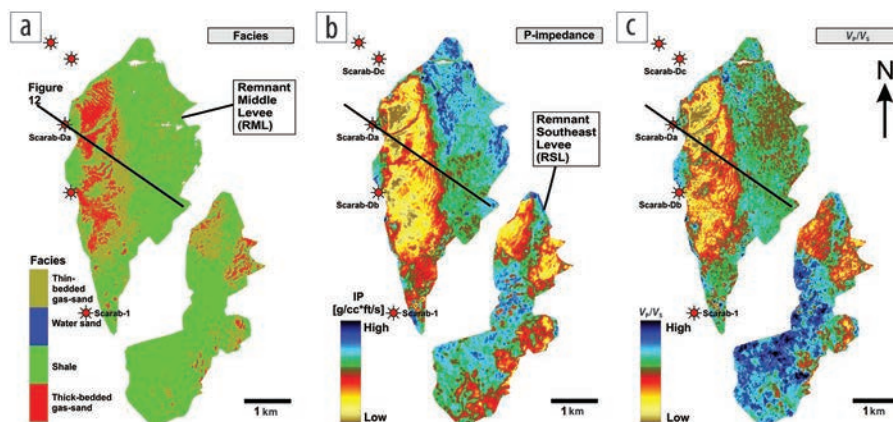 a
Facies
Figure
12
Remnant
Middle
Levee
(RML)
Scarab-Da
Facies
Thin-
bedded
gas-sand
Water sand
Shale
Thick-bedded
gas-sand
Scarab-1
1 km
b
P-impedance
Scarab-Dc
Remnant
Southeast
Levee
(RSL)
Scarab-Da
Scarab-Db
IP
[g/cc*ft/s]
High
Low
Scarab-1
1 km
c
VP/VS
N
Scarab-Dc
Scarab-Da
Scarab-Db
VP/VS
High
Low
Scarab-1
1 km